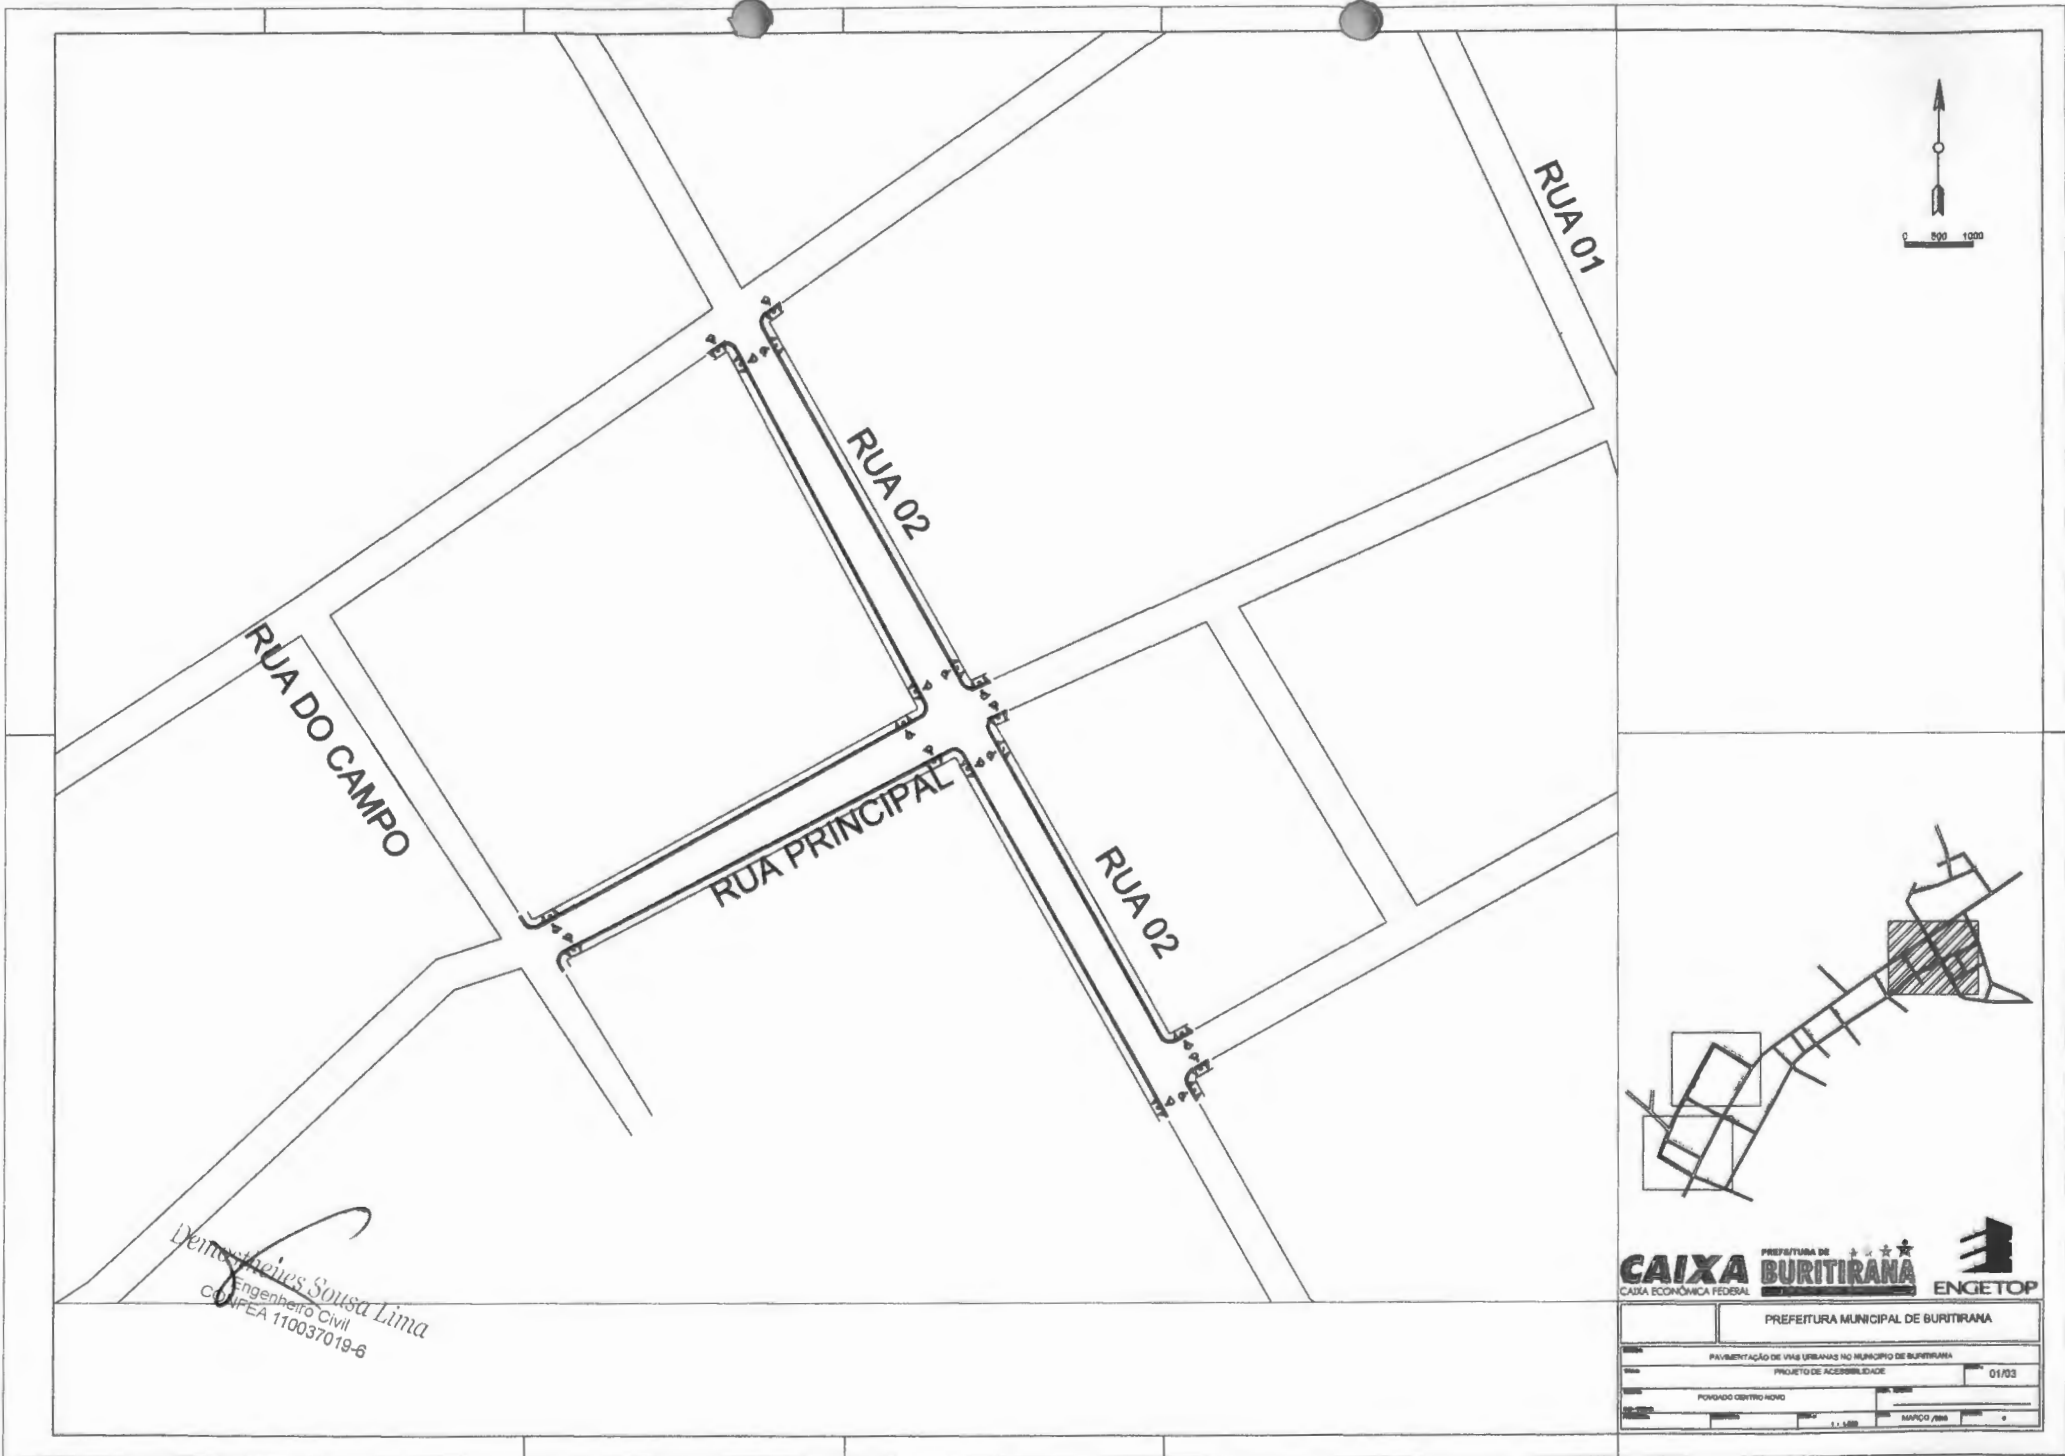 RUA 01
0 500 1000
RUA 02
RUA DO CAMPO
RUA PRINCIPAL
RUA 02
Demosthenes Sousa Lima
Engenheiro Civil
CONFEA 110037019-6
CAIXA
CAIXA ECONÔMICA FEDERAL
PREFEITURA DE
BURITIRANA
ENGETOP
PREFEITURA MUNICIPAL DE BURITIRANA
PAVIMENTAÇÃO DE VIAS URBANAS NO MUNICIPIO DE BURITIRANA
PROJETO DE ACESSIBILIDADE
01/03
POVOADO CENTRO NOVO
MARÇO